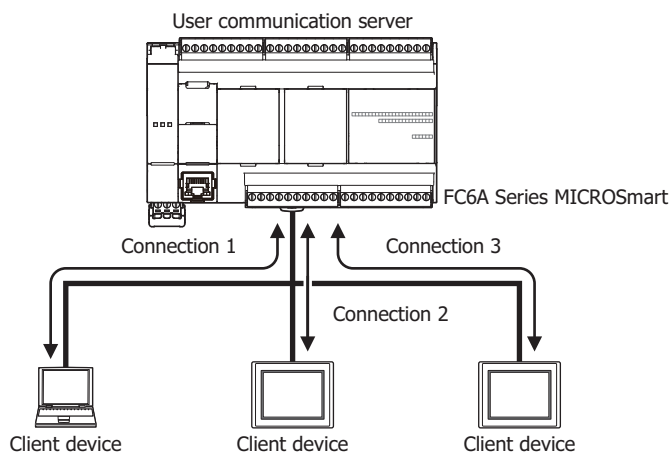 User communication server
FC6A Series MICROSmart
Connection 1
Connection 3
Connection 2
Client device
Client device
Client device